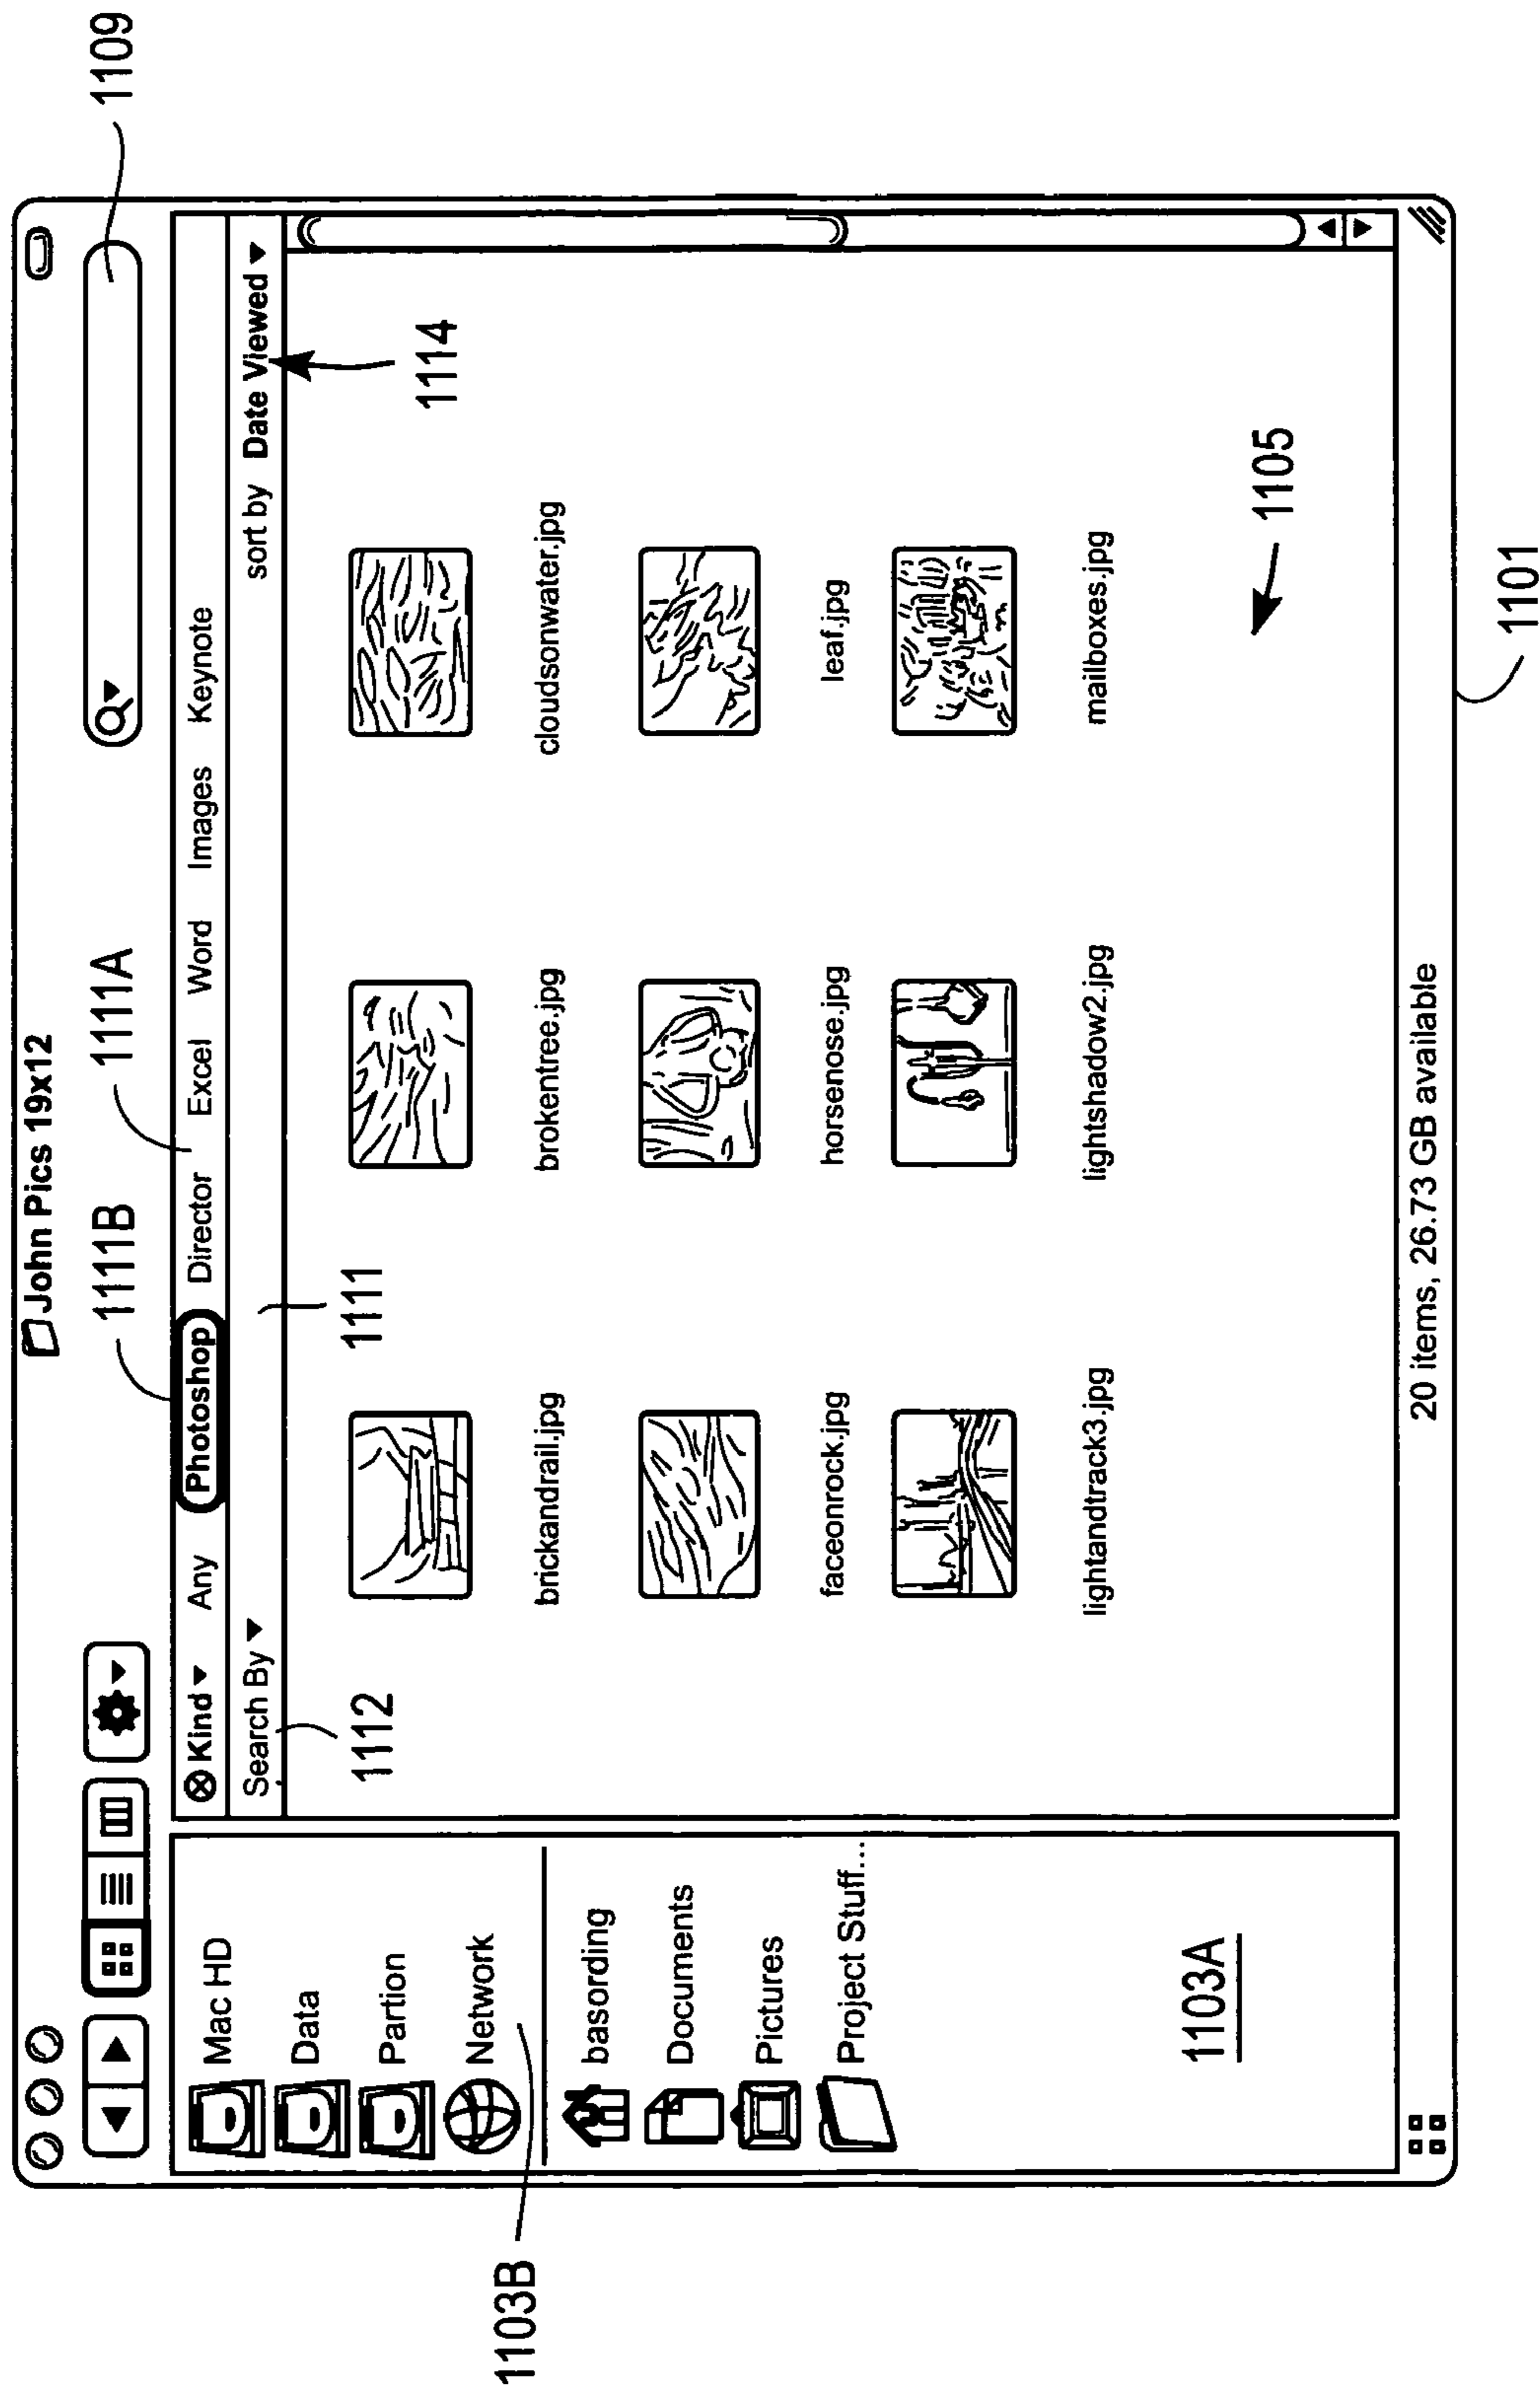 1109
John Pics 19x12
1111B
1111A
Kind Any Photoshop Director Excel Word Images Keynote
Search By
sort by Date Viewed
1112
1111
1114
Mac HD
Data
Partion
Network
basording
Documents
Pictures
Project Stuff...
1103B
1103A
brickandrail.jpg
brokentree.jpg
cloudsonwater.jpg
faceonrock.jpg
horsenose.jpg
leaf.jpg
lightandtrack3.jpg
lightshadow2.jpg
mailboxes.jpg
1105
20 items, 26.73 GB available
1101